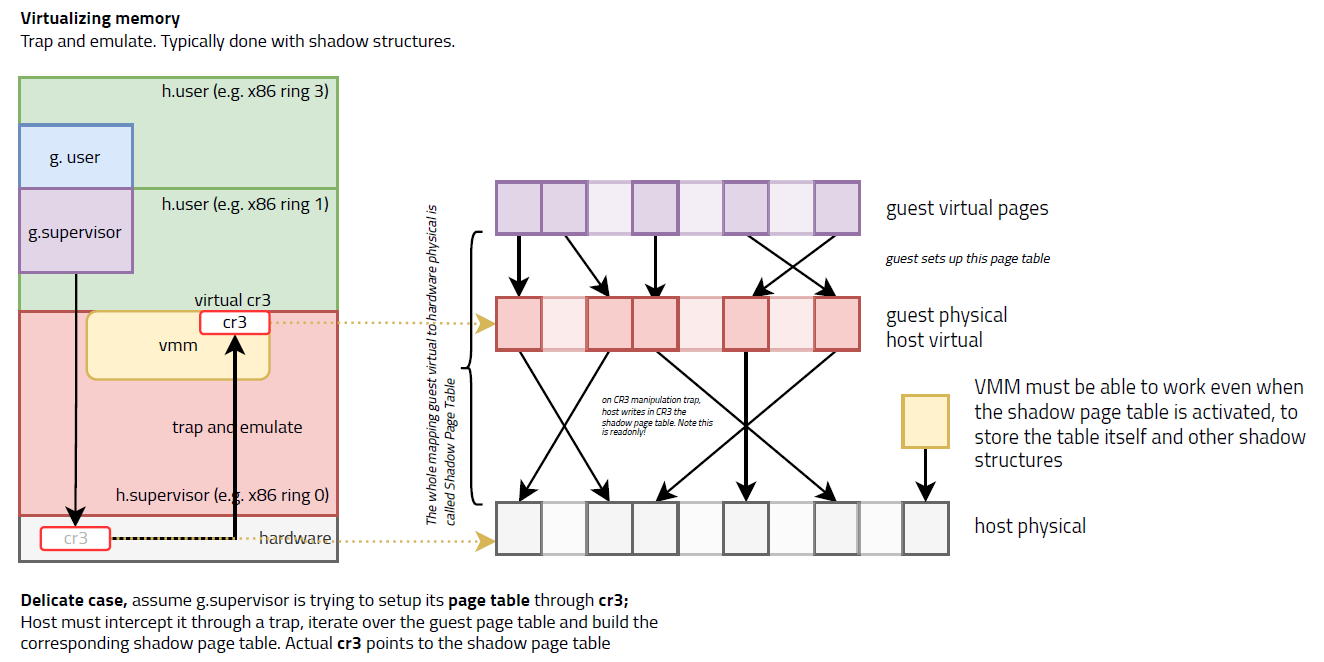 Virtualizing memory
Trap and emulate. Typically done with shadow structures.
h.user (e.g. x86 ring 3)
g. user
h.user (e.g. x86 ring 1)
g.supervisor
virtual cr3
cr3
vmm
trap and emulate
h.supervisor (e.g. x86 ring 0)
cr3
hardware
The whole mapping guest virtual to hardware physical is
called Shadow Page Table
guest virtual pages
guest sets up this page table
guest physical
host virtual
on CR3 manipulation trap,
host writes in CR3 the
shadow page table. Note this
is readonly!
VMM must be able to work even when
the shadow page table is activated, to
store the table itself and other shadow
structures
host physical
Delicate case, assume g.supervisor is trying to setup its page table through cr3;
Host must intercept it through a trap, iterate over the guest page table and build the
corresponding shadow page table. Actual cr3 points to the shadow page table